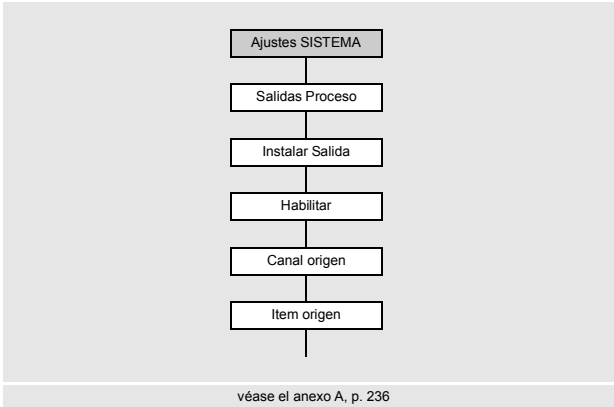 Ajustes SISTEMA
Salidas Proceso
Instalar Salida
Habilitar
Canal origen
Item origen
véase el anexo A, p. 236